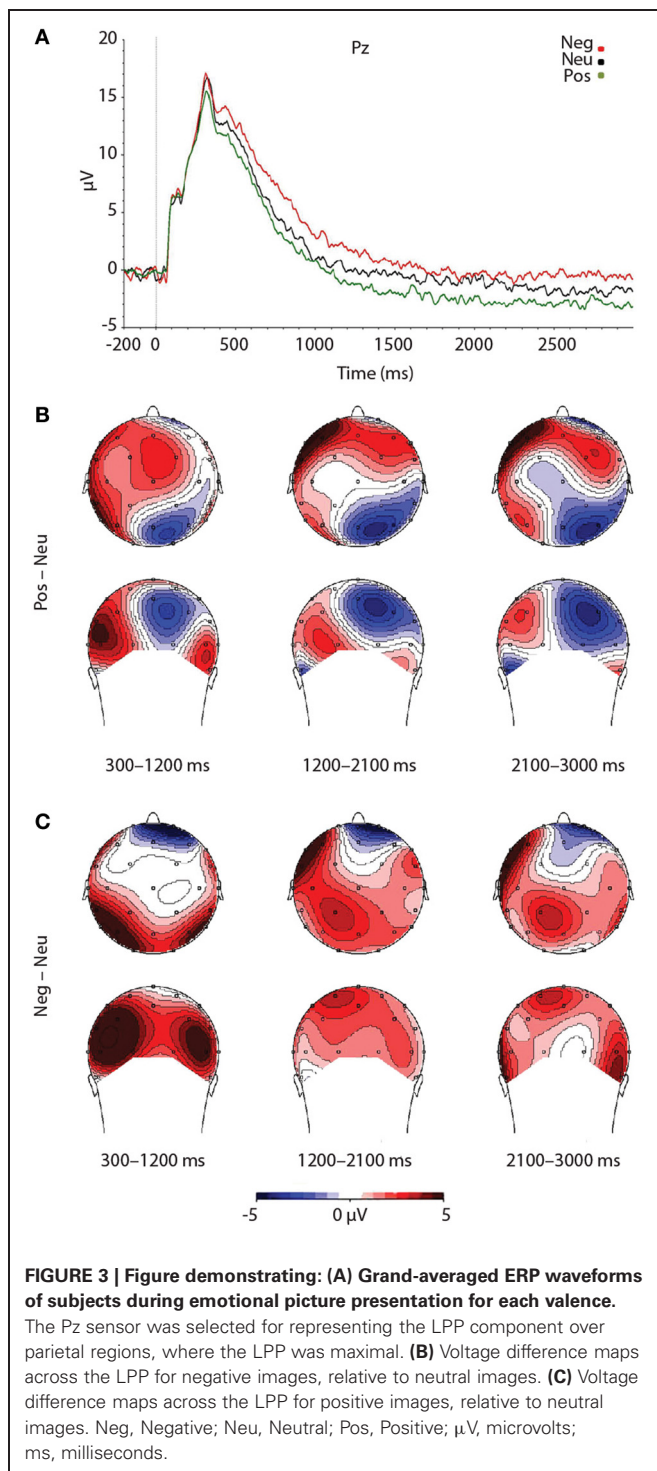 A
Pz
Neg
Neu
Pos
20
15
10
5
0
-5
µV
-200 0 500 1000 1500 2000 2500
Time (ms)
B
Pos – Neu
300–1200 ms 1200–2100 ms 2100–3000 ms
C
Neg – Neu
300–1200 ms 1200–2100 ms 2100–3000 ms
-5 0 µV 5
FIGURE 3 | Figure demonstrating: (A) Grand-averaged ERP waveforms
of subjects during emotional picture presentation for each valence.
The Pz sensor was selected for representing the LPP component over
parietal regions, where the LPP was maximal. (B) Voltage difference maps
across the LPP for negative images, relative to neutral images. (C) Voltage
difference maps across the LPP for positive images, relative to neutral
images. Neg, Negative; Neu, Neutral; Pos, Positive; µV, microvolts;
ms, milliseconds.